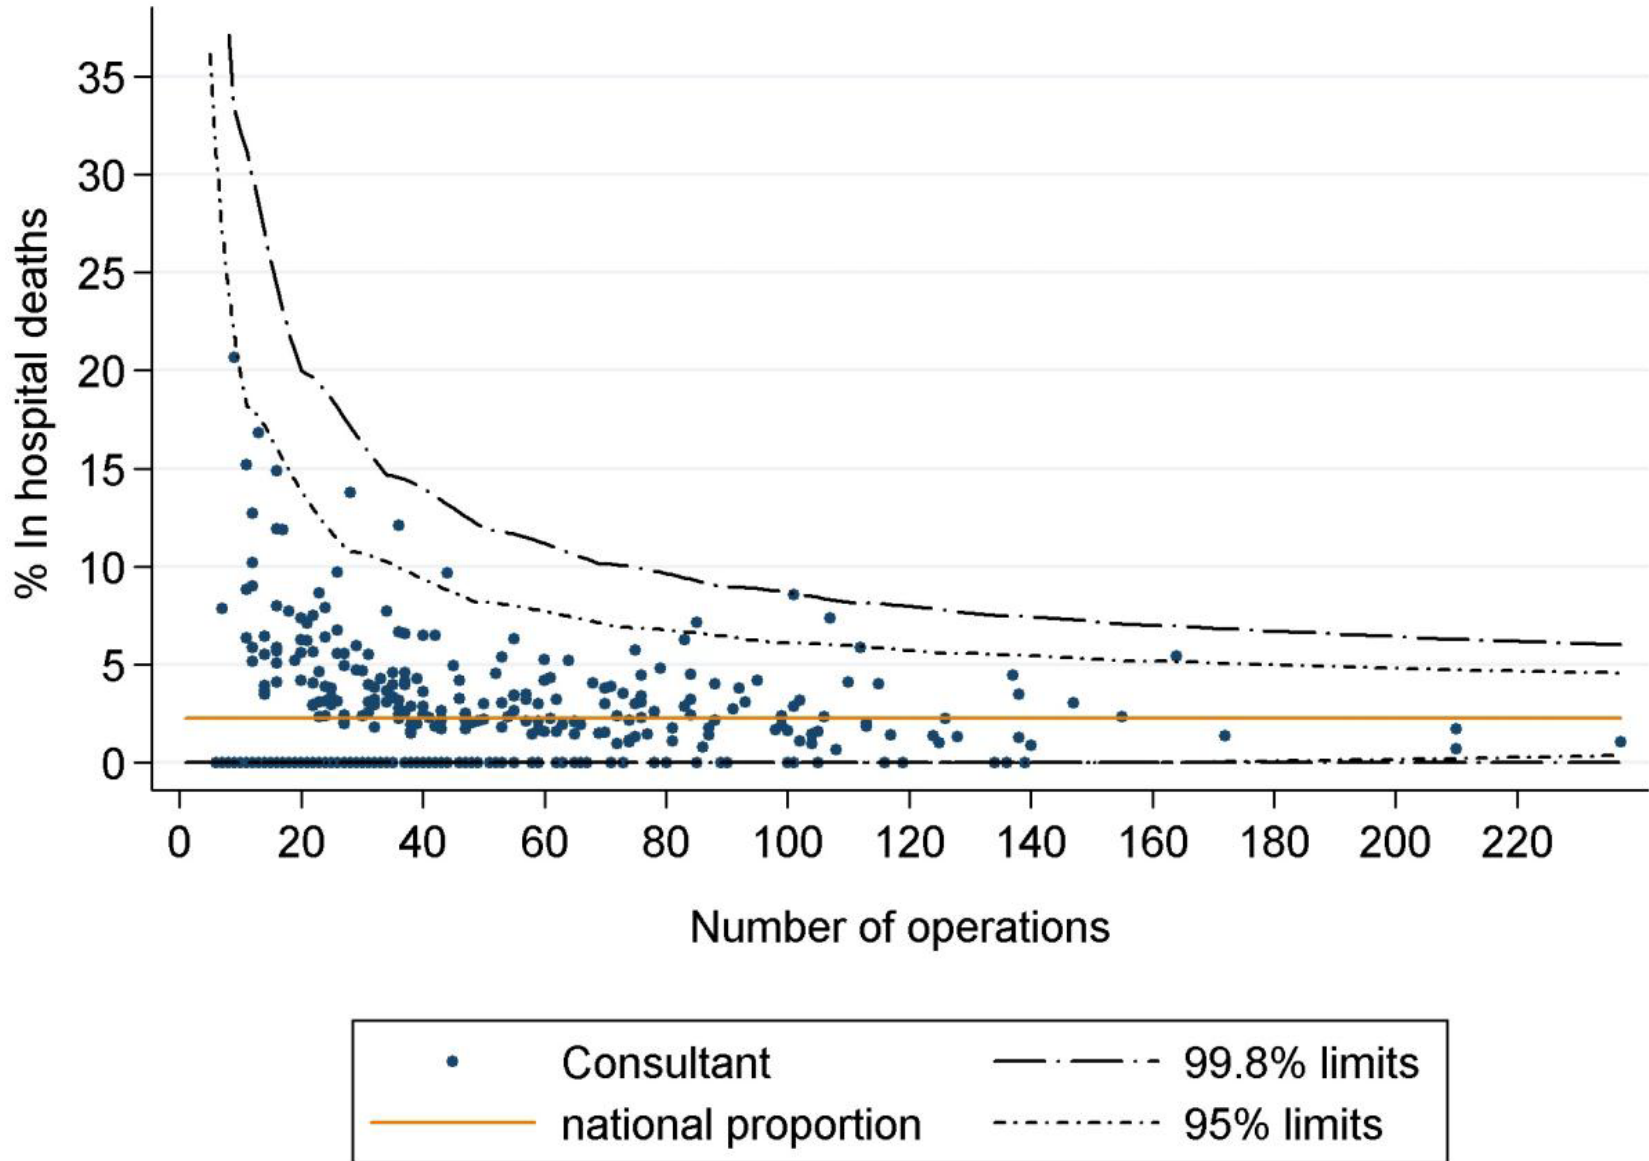 % In hospital deaths
35
30
25
20
15
10
5
0
0 20 40 60 80 100 120 140 160 180 200 220
Number of operations
Consultant 99.8% limits
national proportion 95% limits